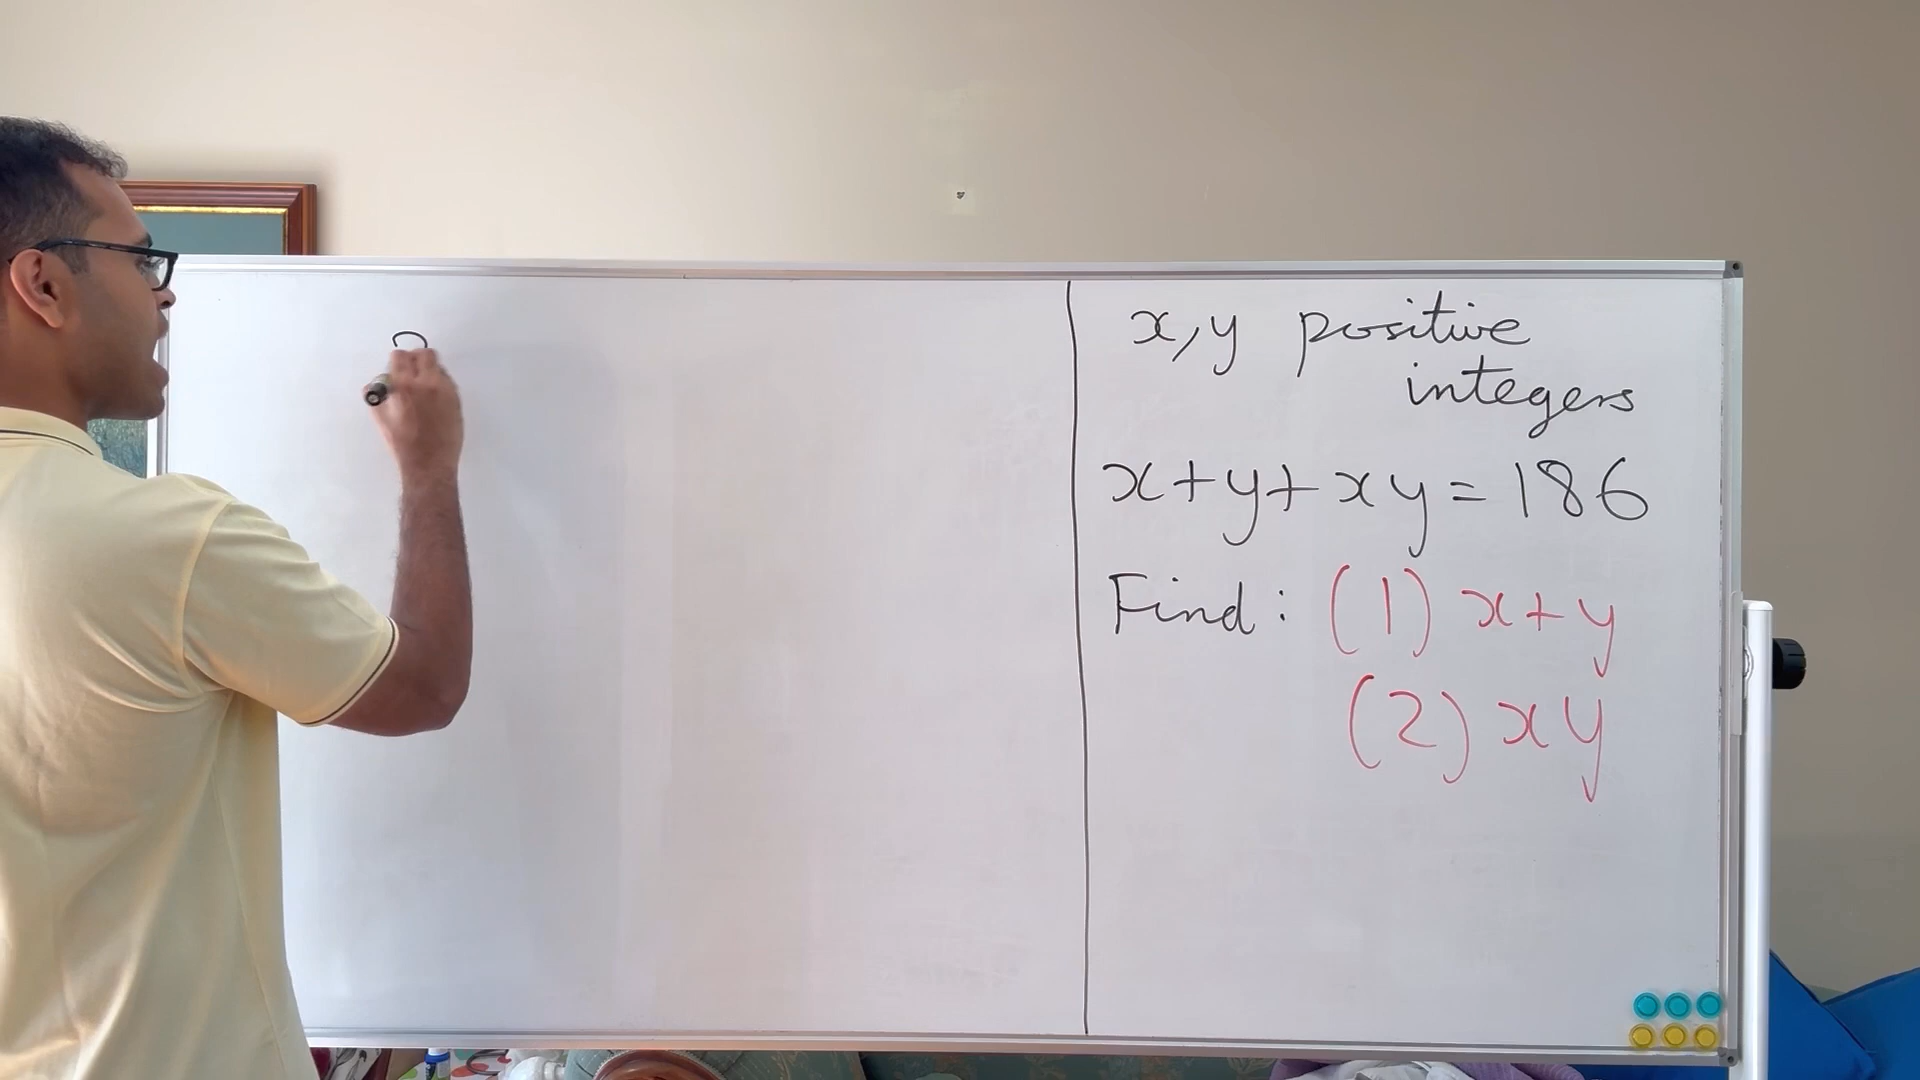 x, y positive
integers
x + y + xy = 186
Find: (1) x + y
(2) xy